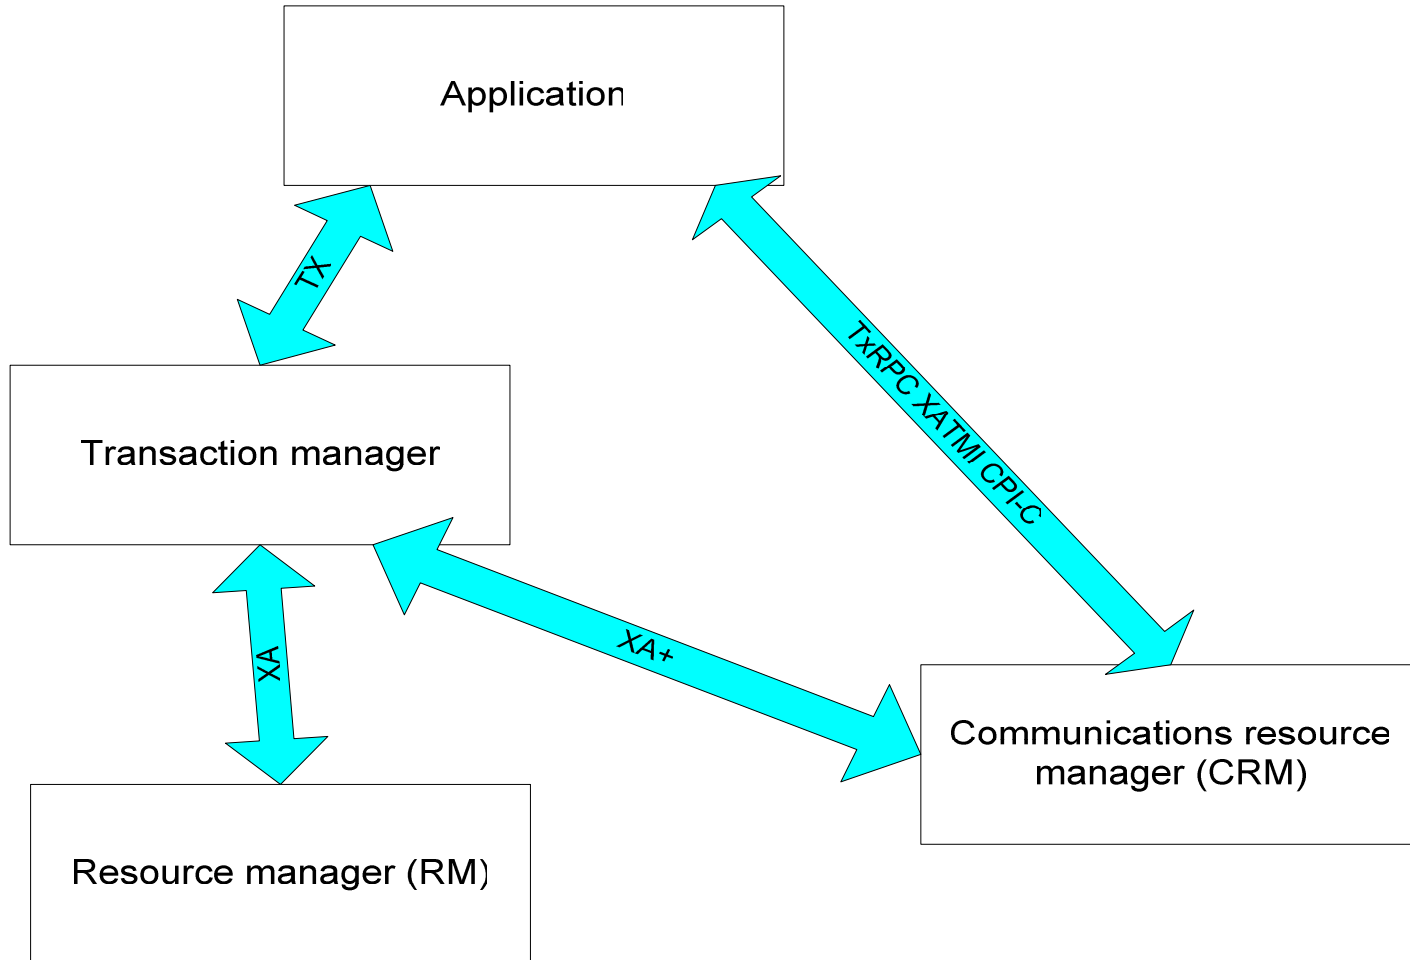 Application
TX
TxRPC XATMI CPI-C
Transaction manager
XA
XA+
Communications resource
manager (CRM)
Resource manager (RM)